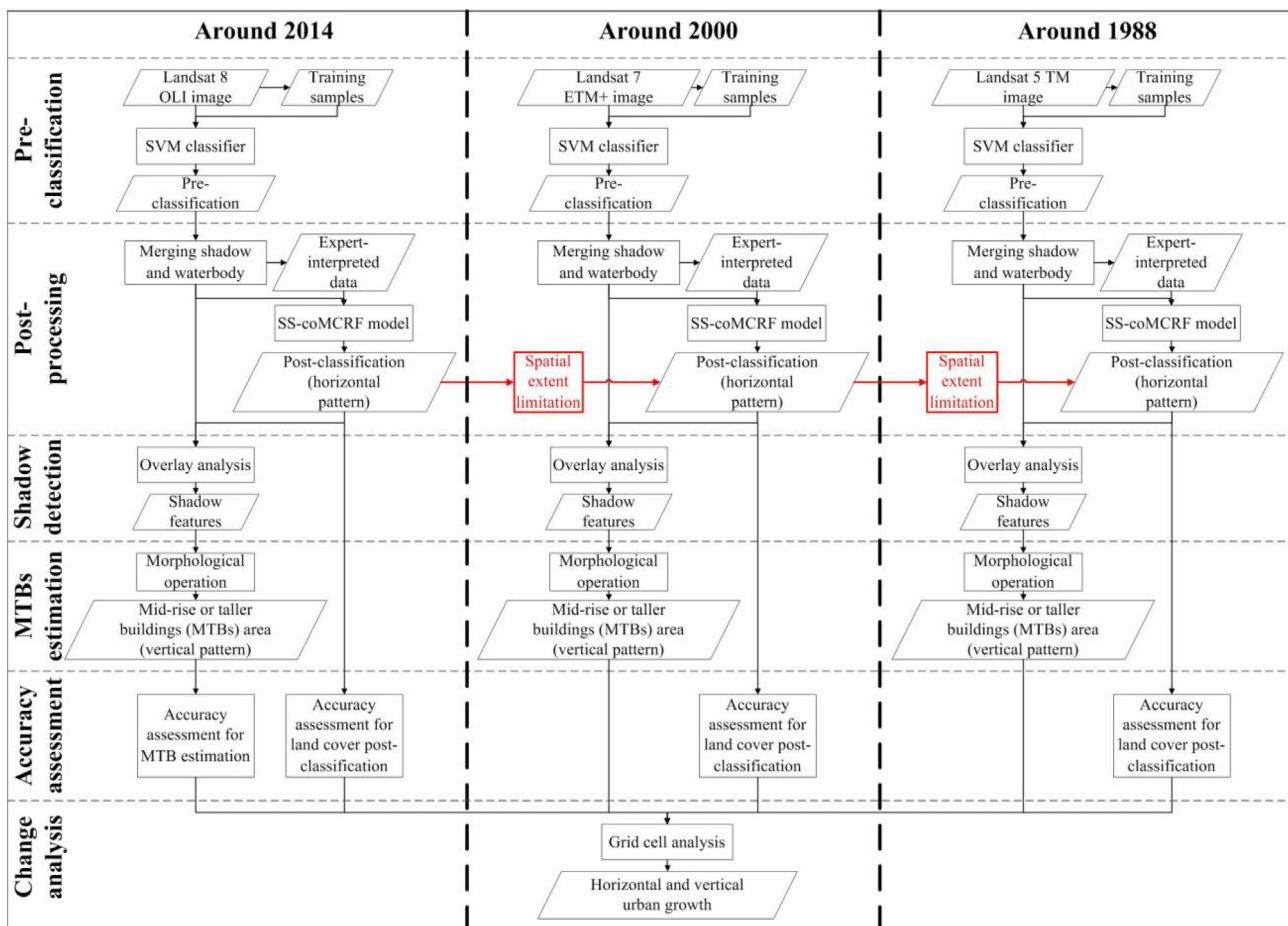 Around 2014
Around 2000
Around 1988
Pre-
classification
Landsat 8
OLI image
Training
samples
SVM classifier
Pre-
classification
Landsat 7
ETM+ image
Training
samples
SVM classifier
Pre-
classification
Landsat 5 TM
image
Training
samples
SVM classifier
Pre-
classification
Post-
processing
Merging shadow
and waterbody
Expert-
interpreted
data
SS-coMCRF model
Post-classification
(horizontal
pattern)
Spatial
extent
limitation
Merging shadow
and waterbody
Expert-
interpreted
data
SS-coMCRF model
Post-classification
(horizontal
pattern)
Spatial
extent
limitation
Merging shadow
and waterbody
Expert-
interpreted
data
SS-coMCRF model
Post-classification
(horizontal
pattern)
Shadow
detection
Overlay analysis
Shadow
features
Overlay analysis
Shadow
features
Overlay analysis
Shadow
features
MTBs
estimation
Morphological
operation
Mid-rise or taller
buildings (MTBs) area
(vertical pattern)
Morphological
operation
Mid-rise or taller
buildings (MTBs) area
(vertical pattern)
Morphological
operation
Mid-rise or taller
buildings (MTBs) area
(vertical pattern)
Accuracy
assessment
Accuracy
assessment for
MTB estimation
Accuracy
assessment for
land cover post-
classification
Accuracy
assessment for
land cover post-
classification
Accuracy
assessment for
land cover post-
classification
Change
analysis
Grid cell analysis
Horizontal and vertical
urban growth